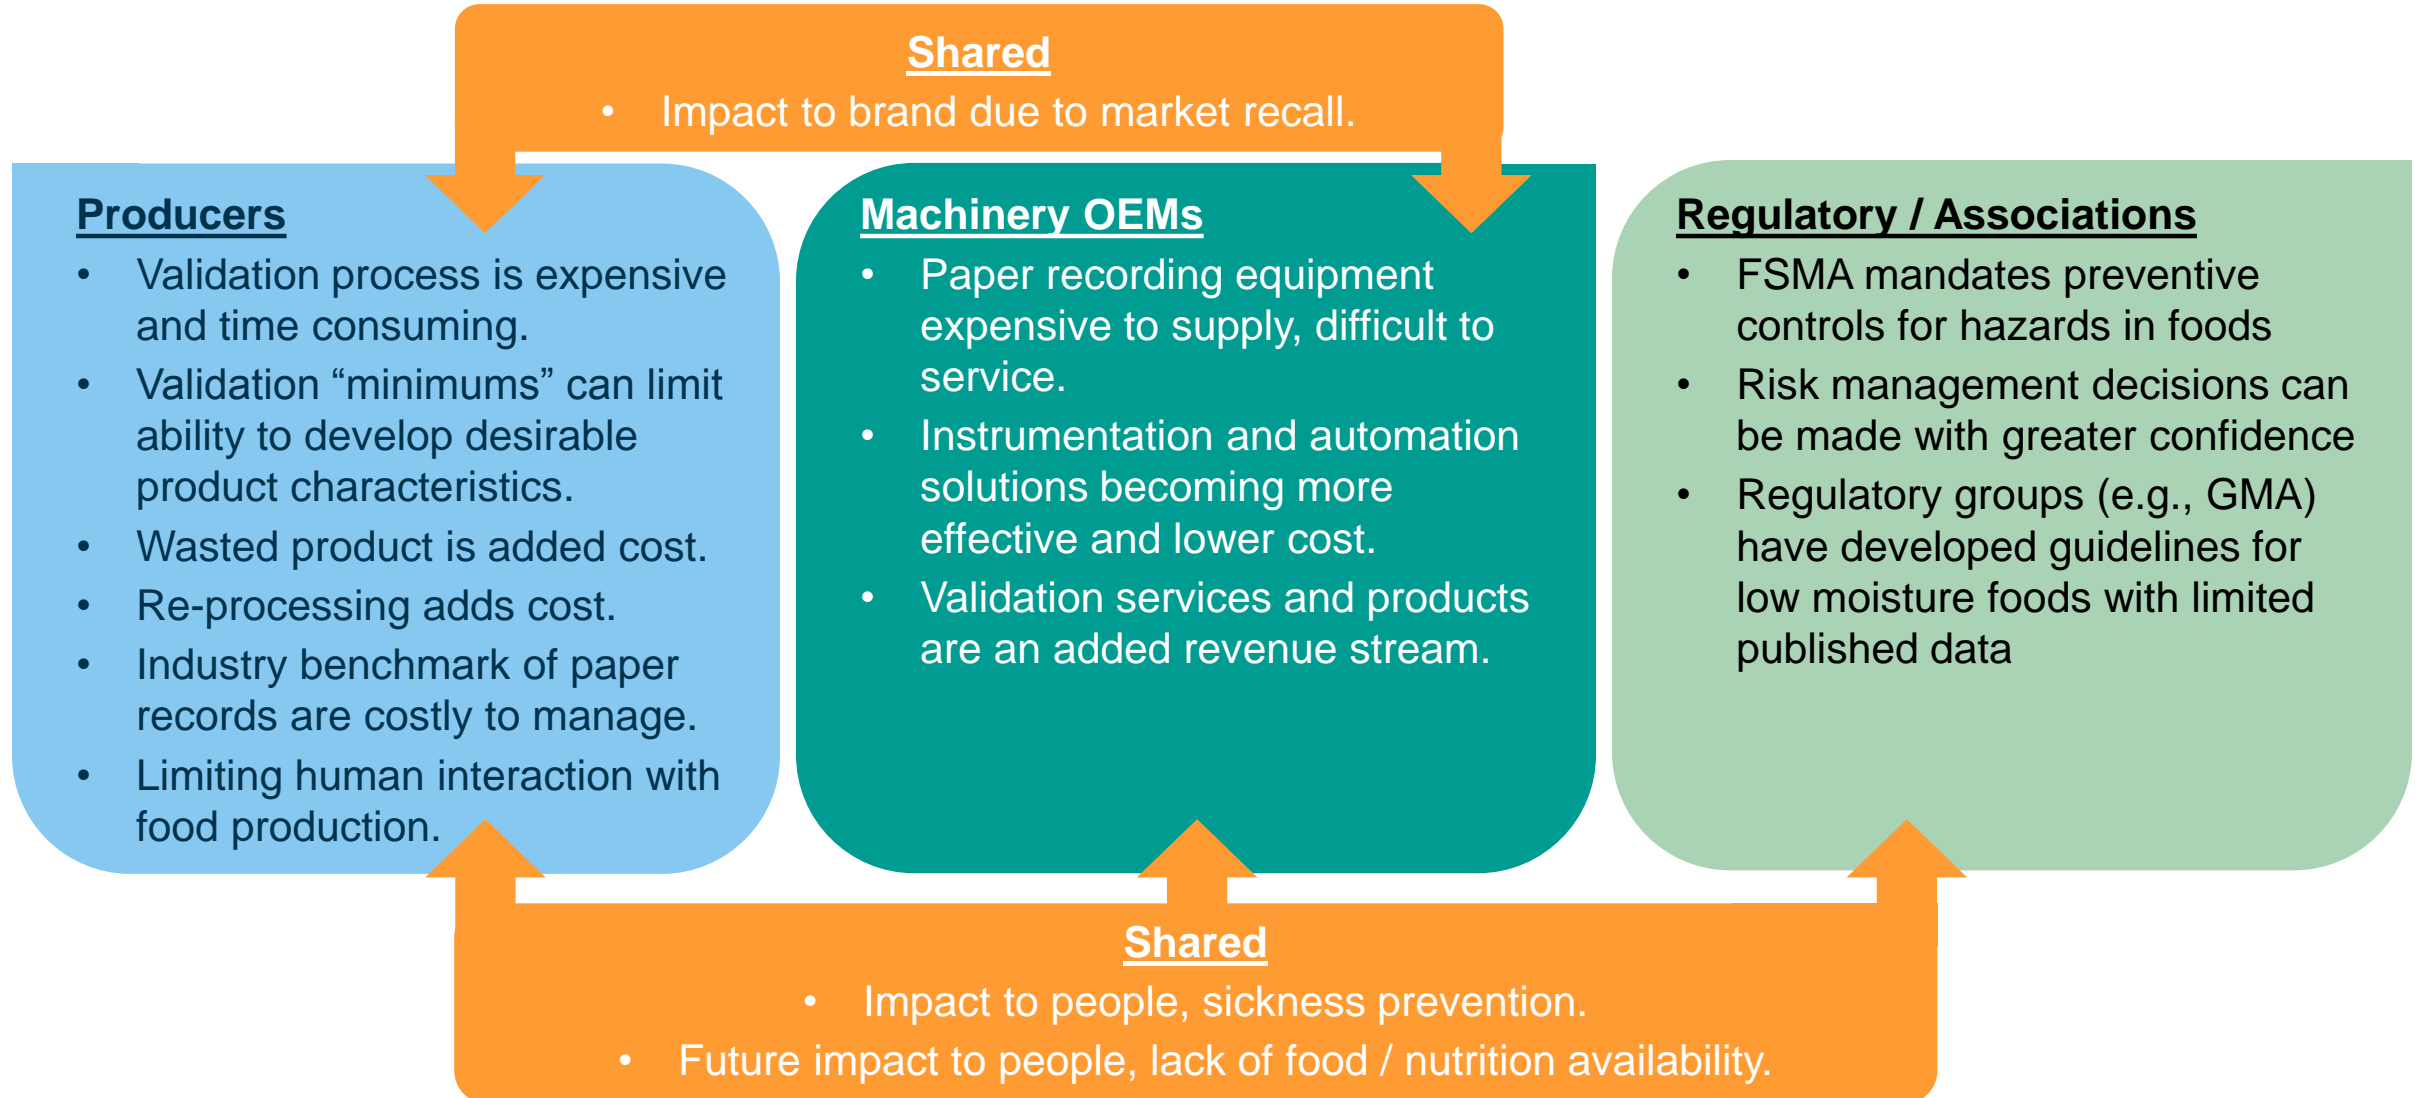 Shared
• Impact to brand due to market recall.
Producers
• Validation process is expensive
and time consuming.
• Validation “minimums” can limit
ability to develop desirable
product characteristics.
• Wasted product is added cost.
• Re-processing adds cost.
• Industry benchmark of paper
records are costly to manage.
• Limiting human interaction with
food production.
Machinery OEMs
• Paper recording equipment
expensive to supply, difficult to
service.
• Instrumentation and automation
solutions becoming more
effective and lower cost.
• Validation services and products
are an added revenue stream.
Regulatory / Associations
• FSMA mandates preventive
controls for hazards in foods
• Risk management decisions can
be made with greater confidence
• Regulatory groups (e.g., GMA)
have developed guidelines for
low moisture foods with limited
published data
Shared
• Impact to people, sickness prevention.
• Future impact to people, lack of food / nutrition availability.